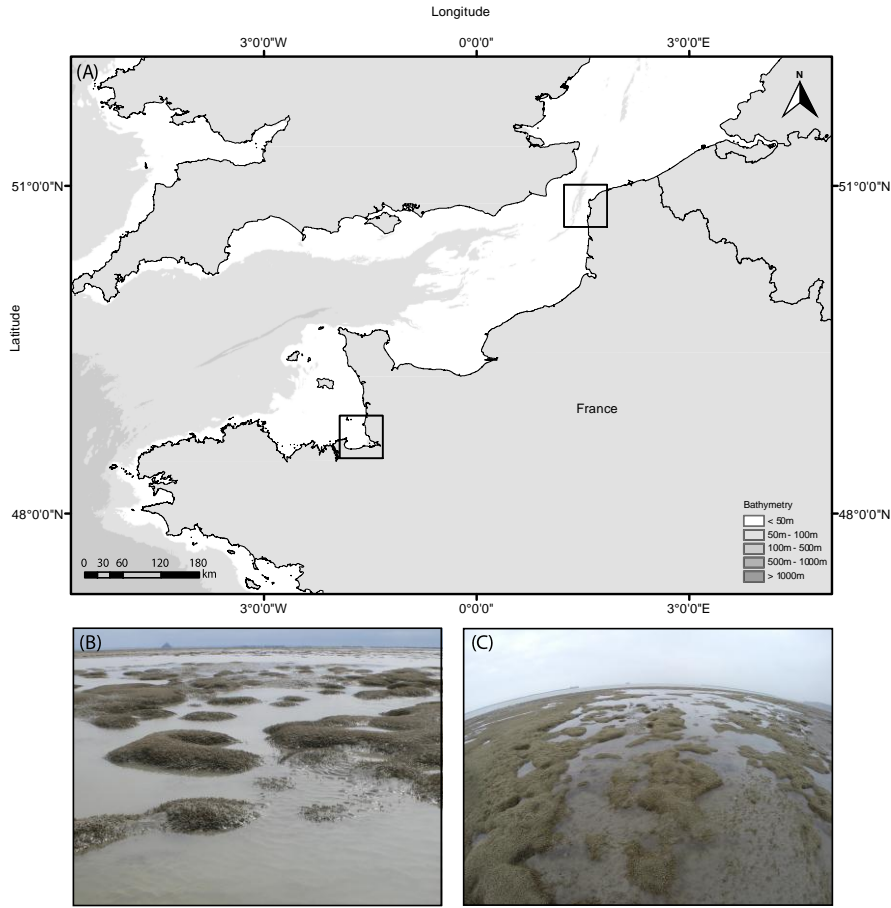 Longitude
3°0'0"W 0°0'0" 3°0'0"E
(A)
N
51°0'0"N 51°0'0"N
Latitude
France
48°0'0"N 48°0'0"N
Bathymetry
< 50m
50m - 100m
100m - 500m
500m - 1000m
> 1000m
0 30 60 120 180
km
3°0'0"W 0°0'0" 3°0'0"E
(B) (C)